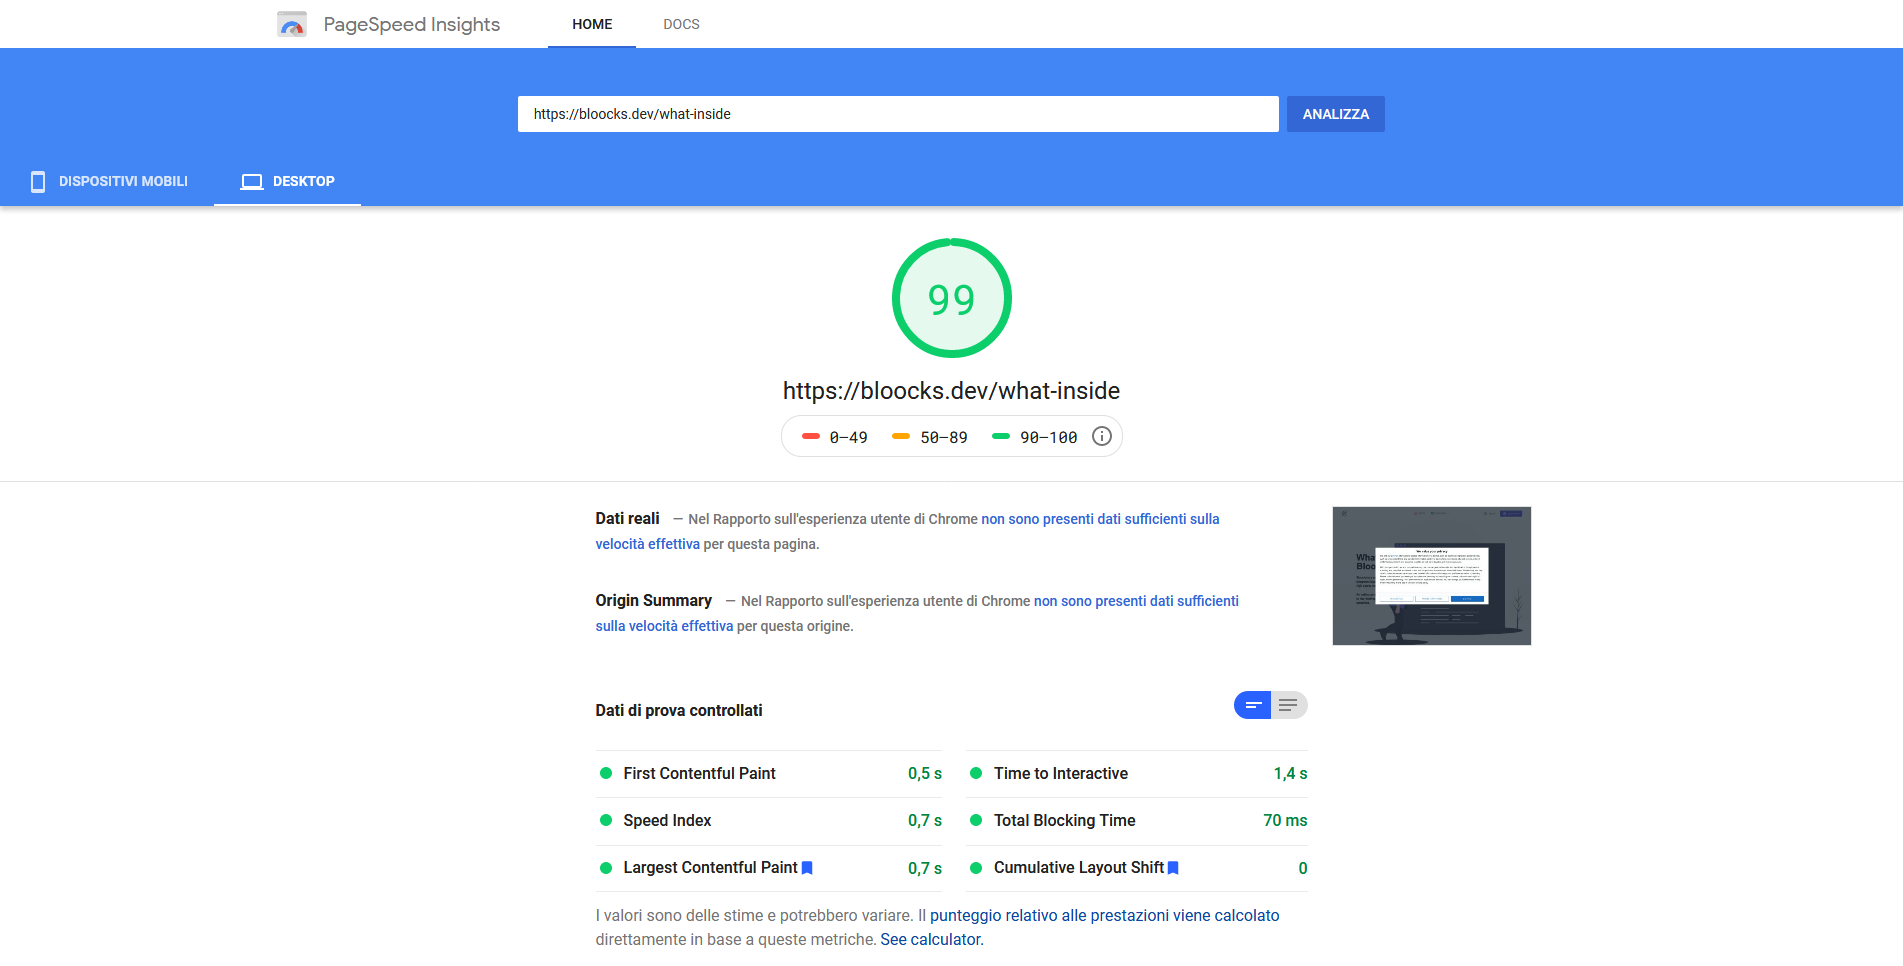 PageSpeed Insights
HOME
DOCS
https://bloocks.dev/what-inside
ANALIZZA
DISPOSITIVI MOBILI
DESKTOP
99
https://bloocks.dev/what-inside
0–49
50–89
90–100
Dati reali — Nel Rapporto sull'esperienza utente di Chrome non sono presenti dati sufficienti sulla
velocità effettiva per questa pagina.
Origin Summary — Nel Rapporto sull'esperienza utente di Chrome non sono presenti dati sufficienti
sulla velocità effettiva per questa origine.
Dati di prova controllati
First Contentful Paint 0,5 s
Time to Interactive 1,4 s
Speed Index 0,7 s
Total Blocking Time 70 ms
Largest Contentful Paint 0,7 s
Cumulative Layout Shift 0
I valori sono delle stime e potrebbero variare. Il punteggio relativo alle prestazioni viene calcolato
direttamente in base a queste metriche. See calculator.